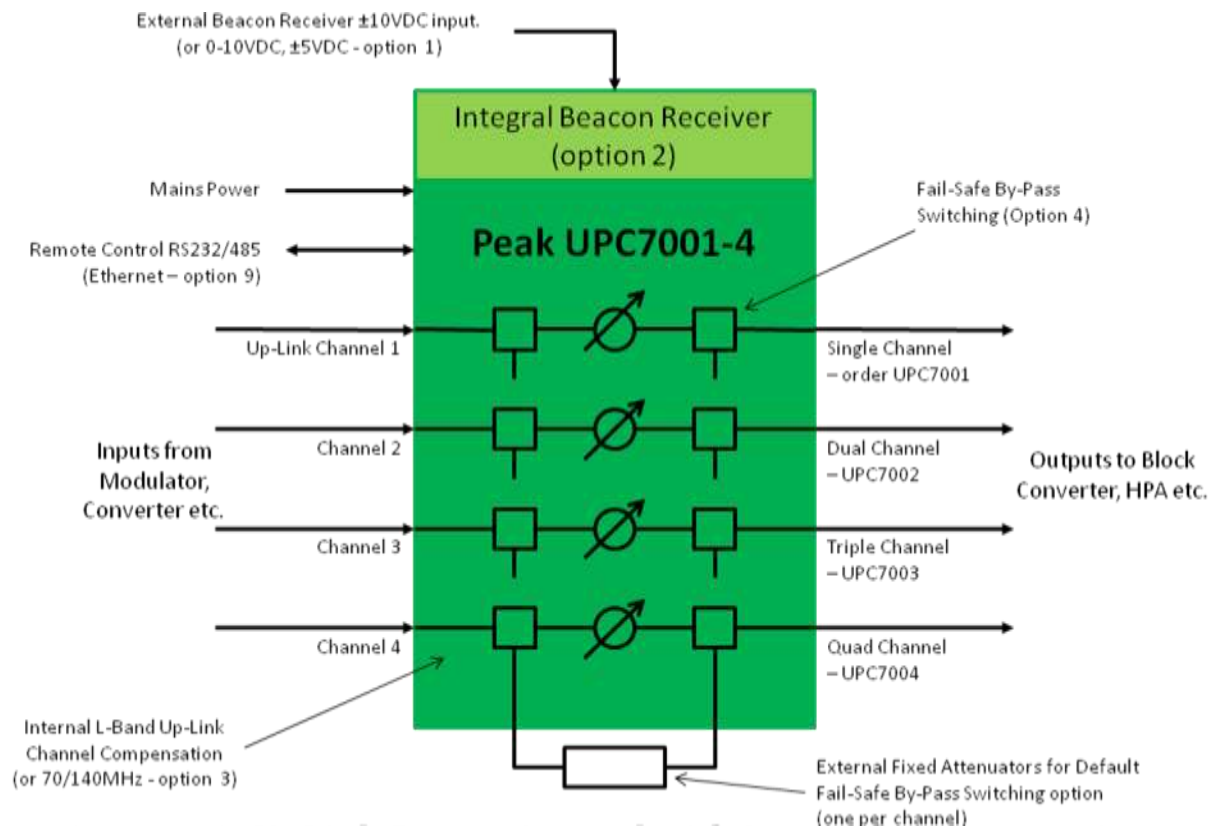 External Beacon Receiver ±10VDC input.
(or 0-10VDC, ±5VDC - option 1)
Integral Beacon Receiver
(option 2)
Mains Power
Fail-Safe By-Pass
Switching (Option 4)
Remote Control RS232/485
(Ethernet – option 9)
Peak UPC7001-4
Up-Link Channel 1
Single Channel
– order UPC7001
Inputs from
Modulator,
Converter etc.
Channel 2
Dual Channel
–UPC7002
Outputs to Block
Converter, HPA etc.
Channel 3
Triple Channel
–UPC7003
Channel 4
Quad Channel
–UPC7004
Internal L-Band Up-Link
Channel Compensation
(or 70/140MHz - option 3)
External Fixed Attenuators for Default
Fail-Safe By-Pass Switching option
(one per channel)